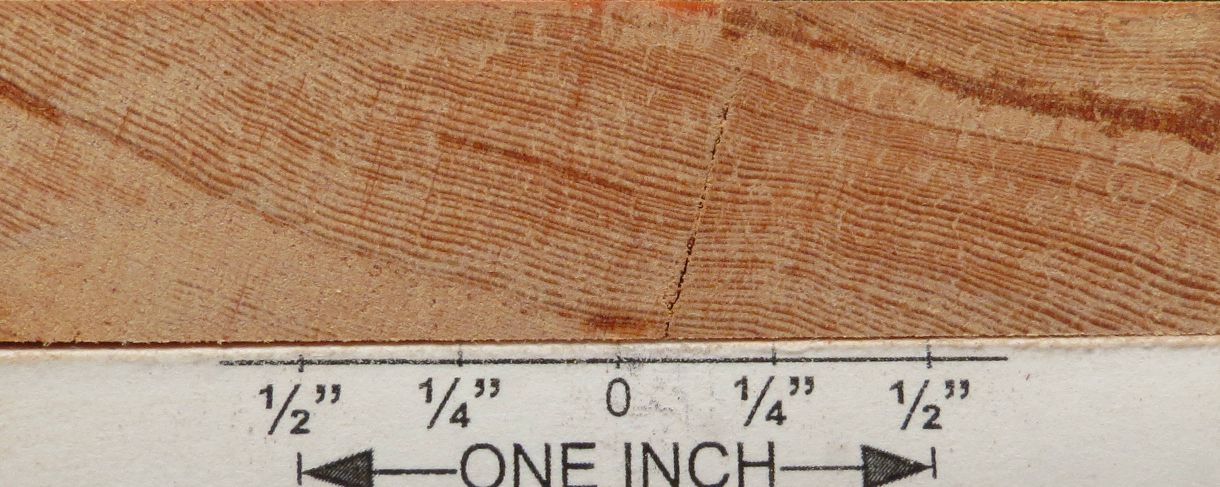 ½” ¼” 0 ¼” ½”
ONE INCH